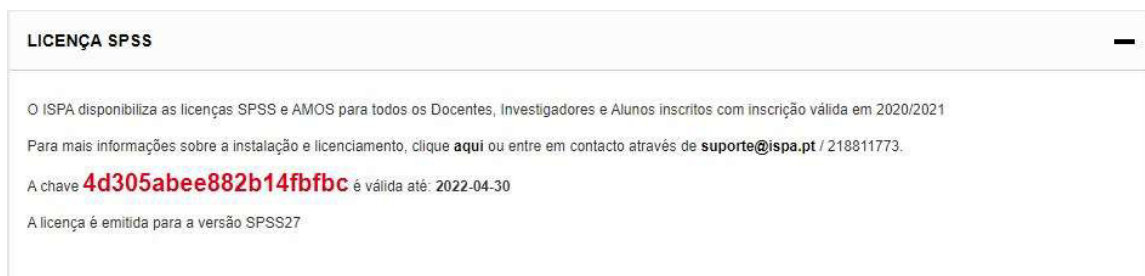 LICENÇA SPSS
O ISPA disponibiliza as licenças SPSS e AMOS para todos os Docentes, Investigadores e Alunos inscritos com inscrição válida em 2020/2021
Para mais informações sobre a instalação e licenciamento, clique aqui ou entre em contacto através de suporte@ispa.pt / 218811773.
A chave 4d305abee882b14fbfbc é válida até: 2022-04-30
A licença é emitida para a versão SPSS27